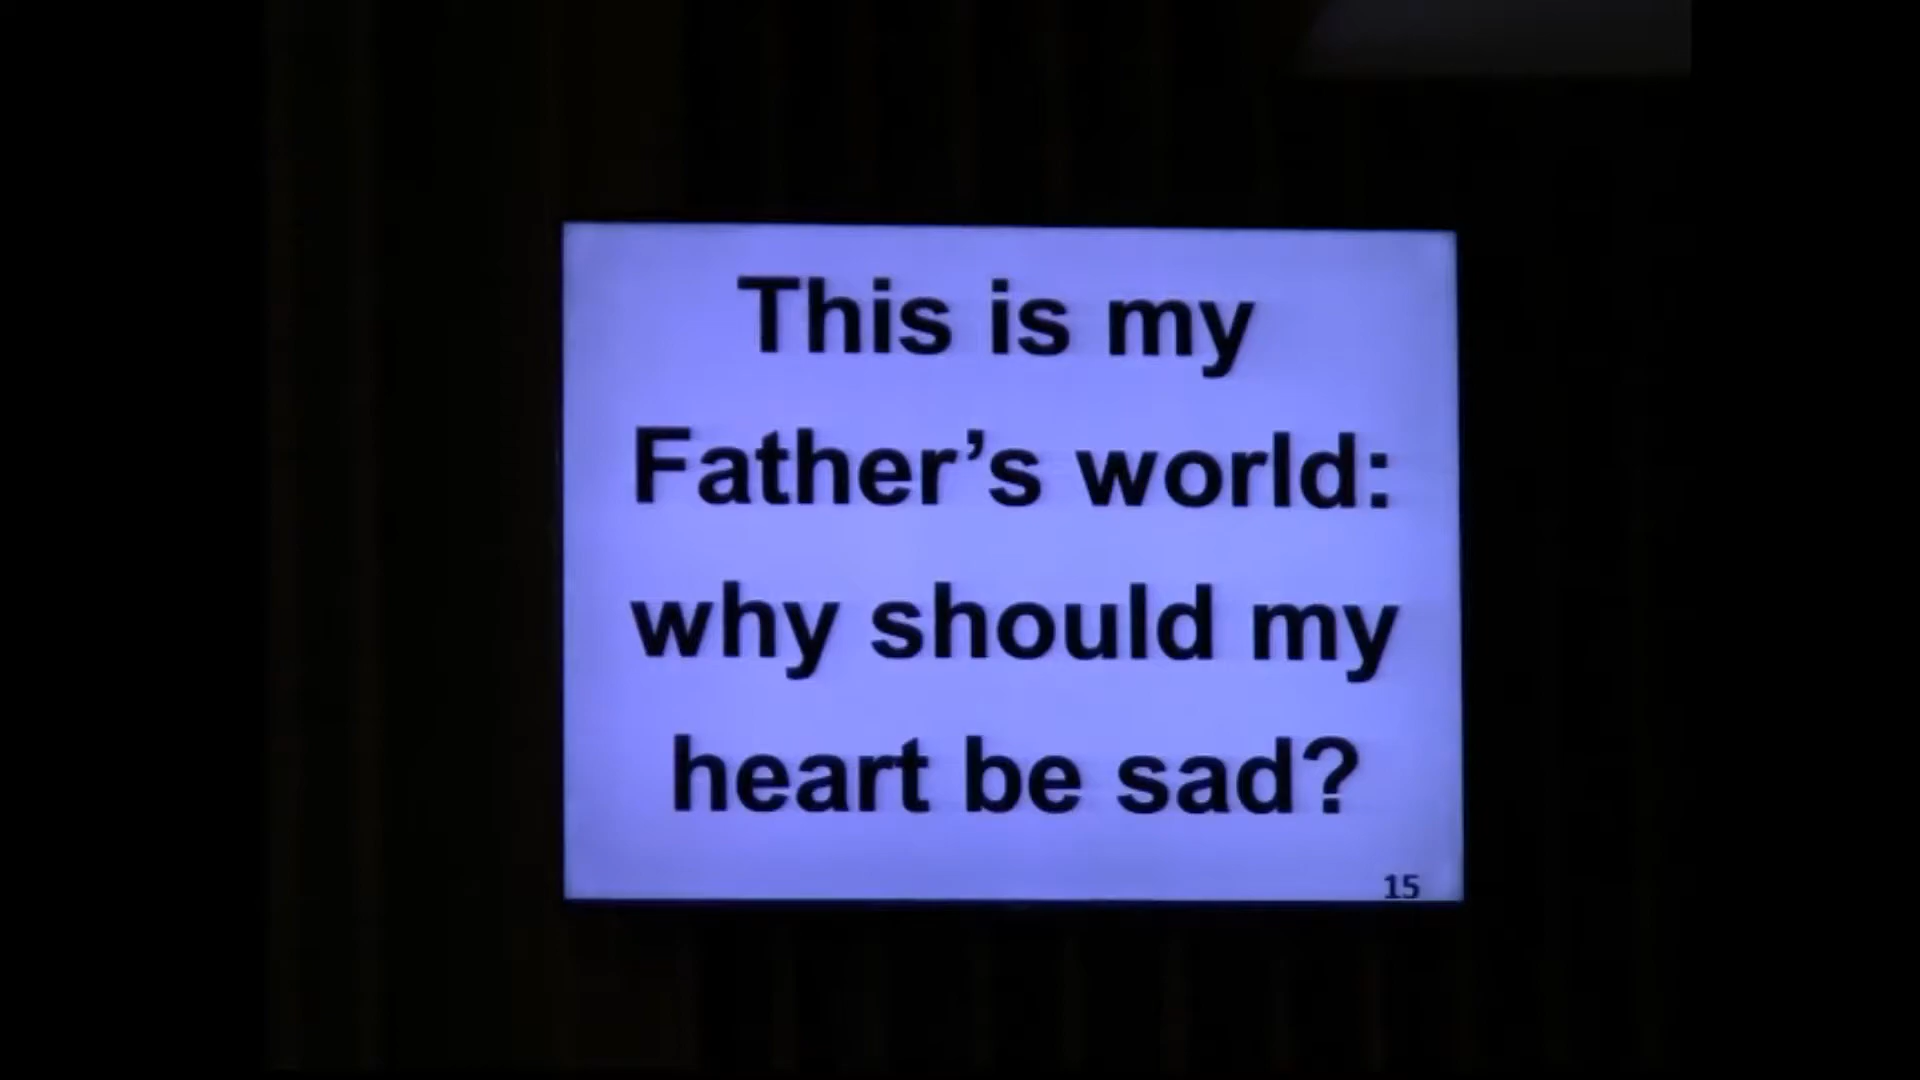 This is my
Father’s world:
why should my
heart be sad?
15